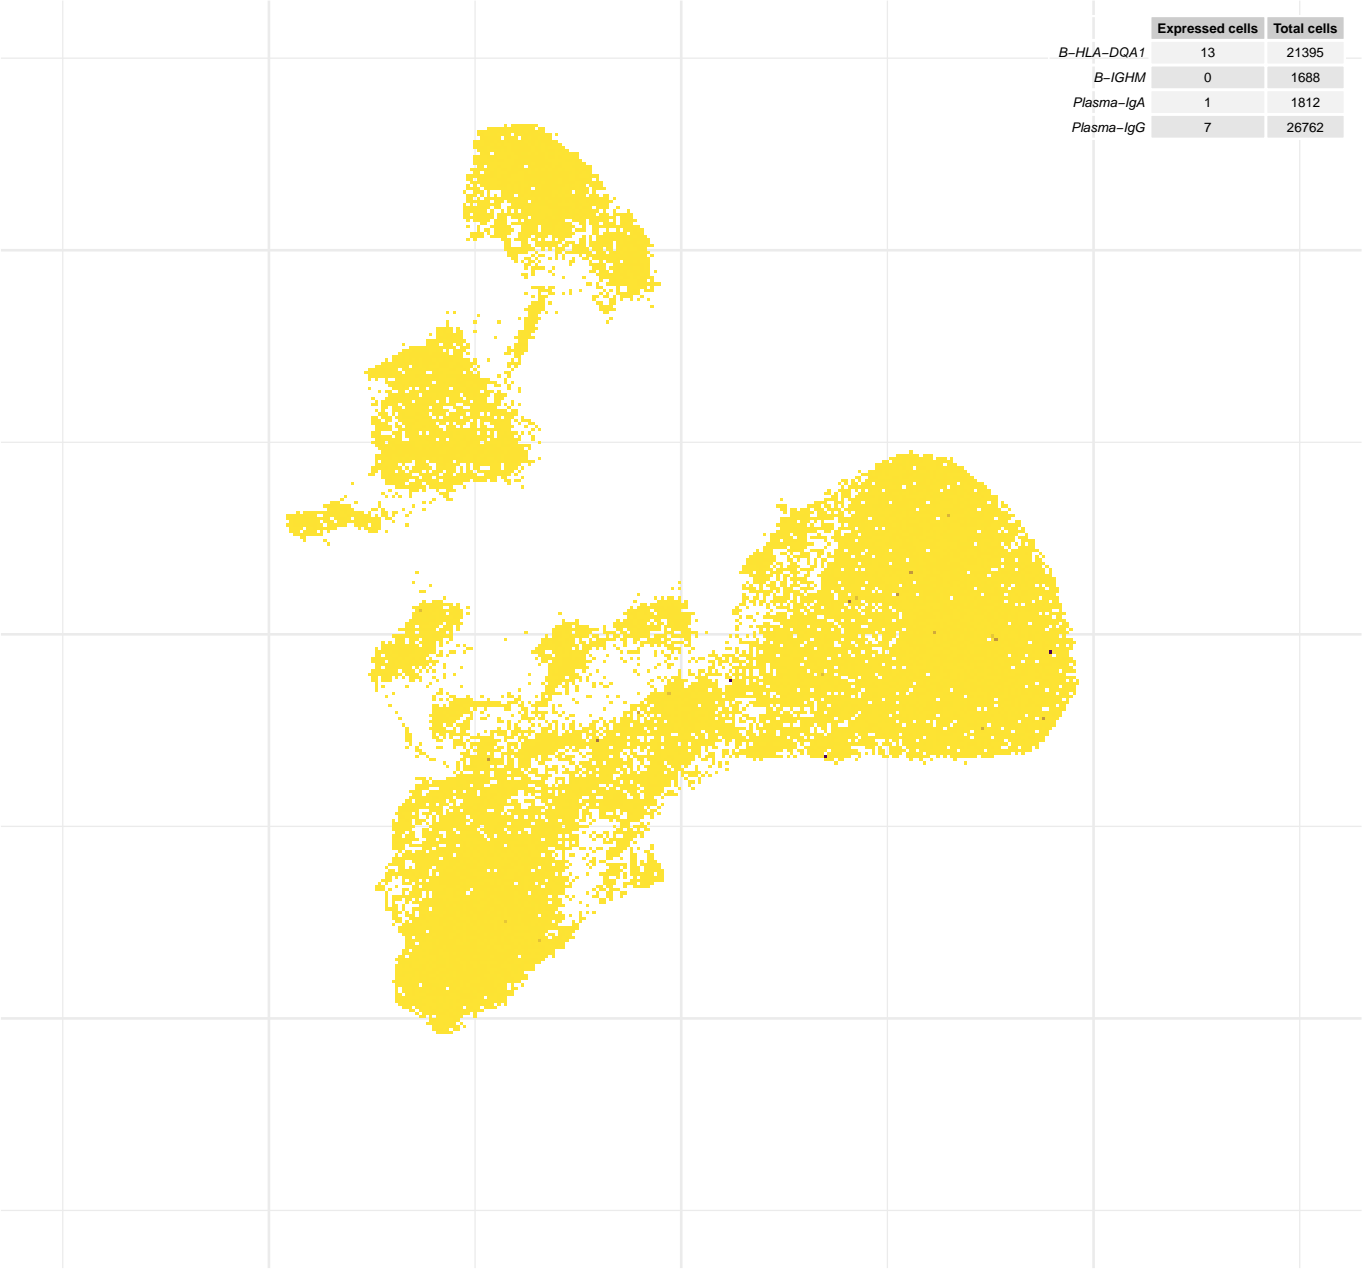 Expressed cells Total cells
B−HLA−DQA1 13 21395
B−IGHM 0 1688
Plasma−IgA 1 1812
Plasma−IgG 7 26762